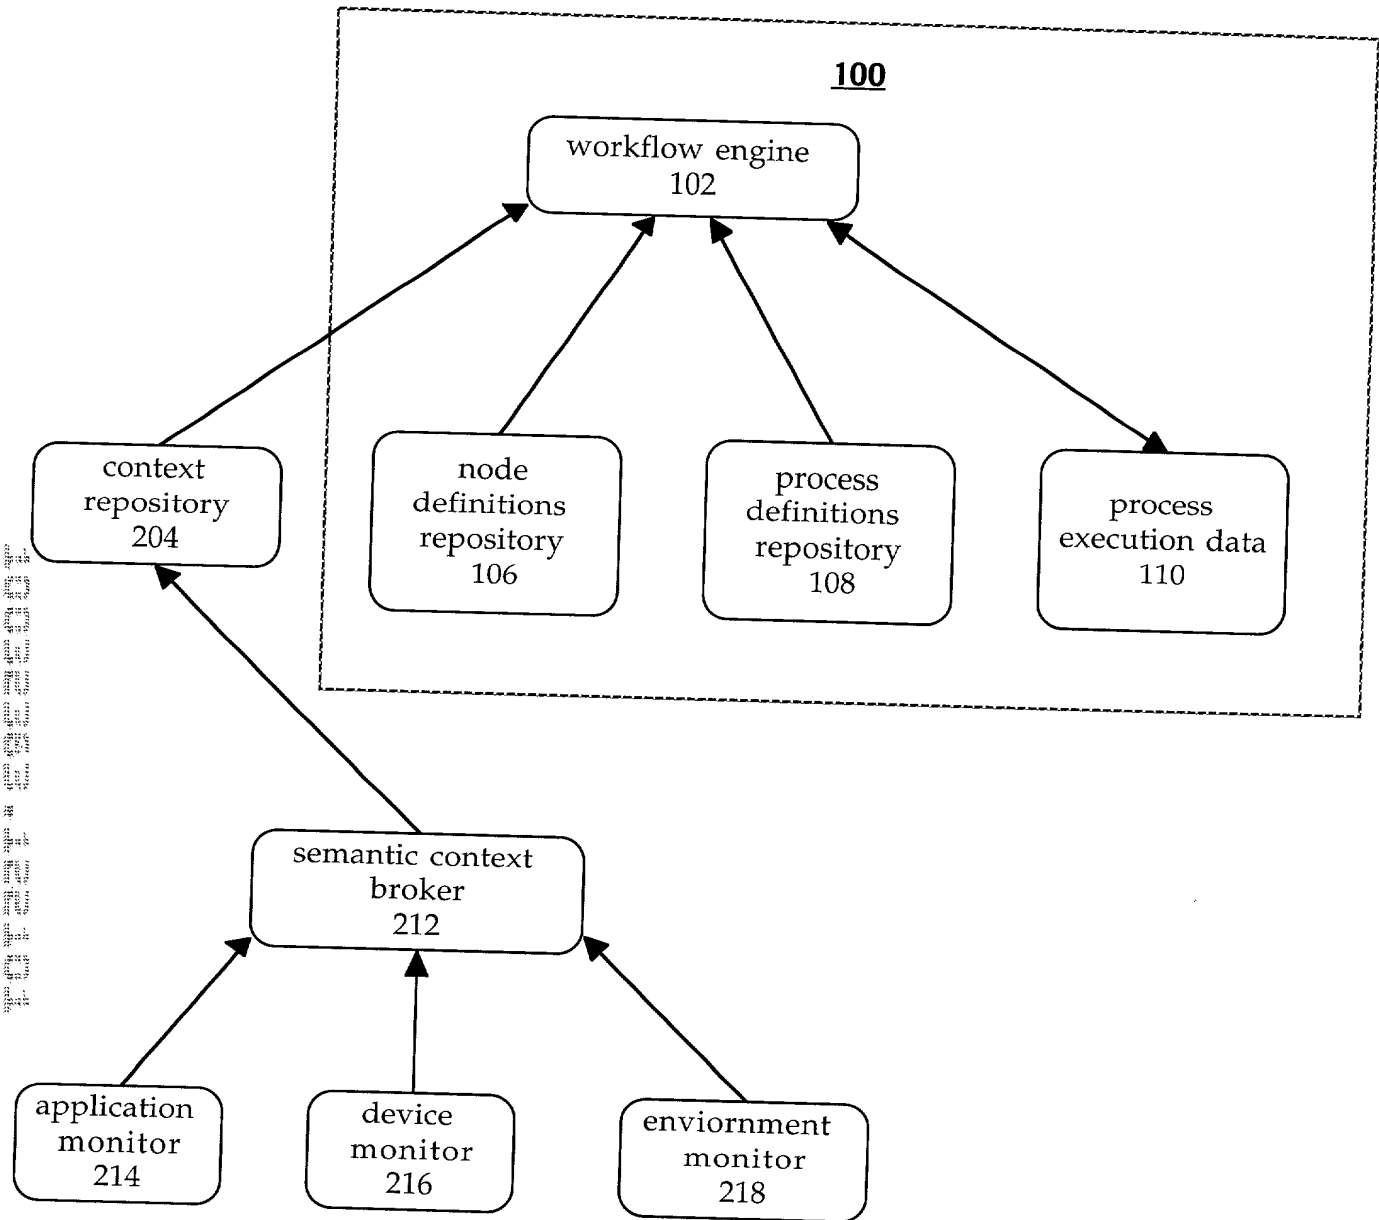 100
workflow engine
102
context
repository
204
node
definitions
repository
106
process
definitions
repository
108
process
execution data
110
semantic context
broker
212
application
monitor
214
device
monitor
216
enviornment
monitor
218